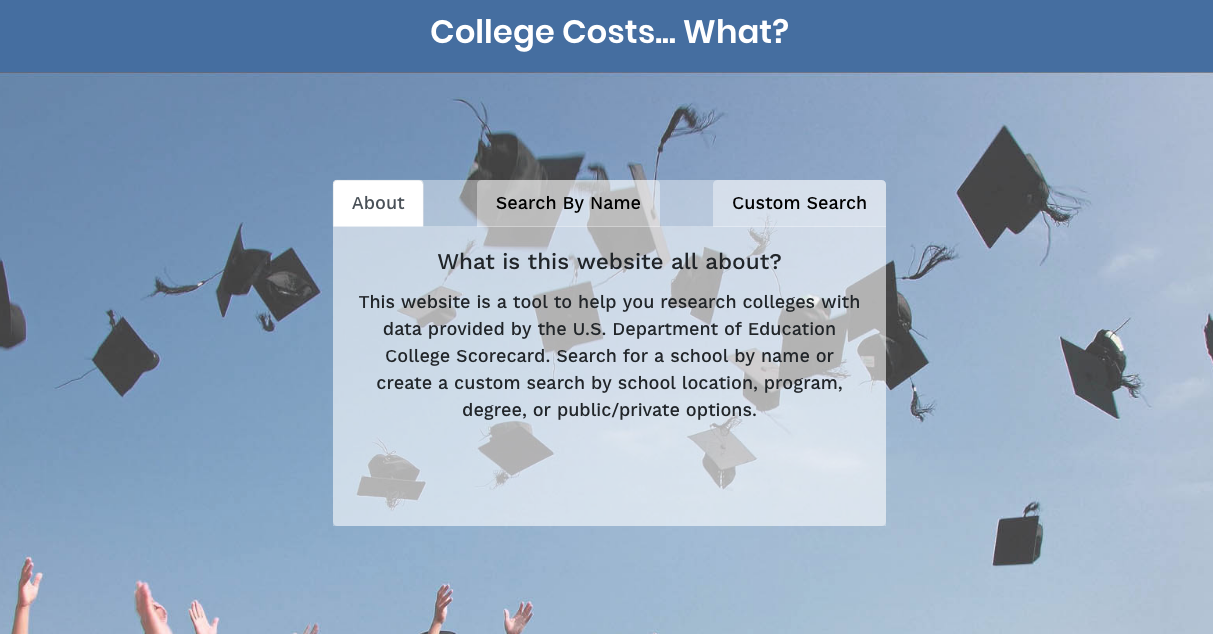 College Costs... What?
About
Search By Name
Custom Search
What is this website all about?
This website is a tool to help you research colleges with
data provided by the U.S. Department of Education
College Scorecard. Search for a school by name or
create a custom search by school location, program,
degree, or public/private options.